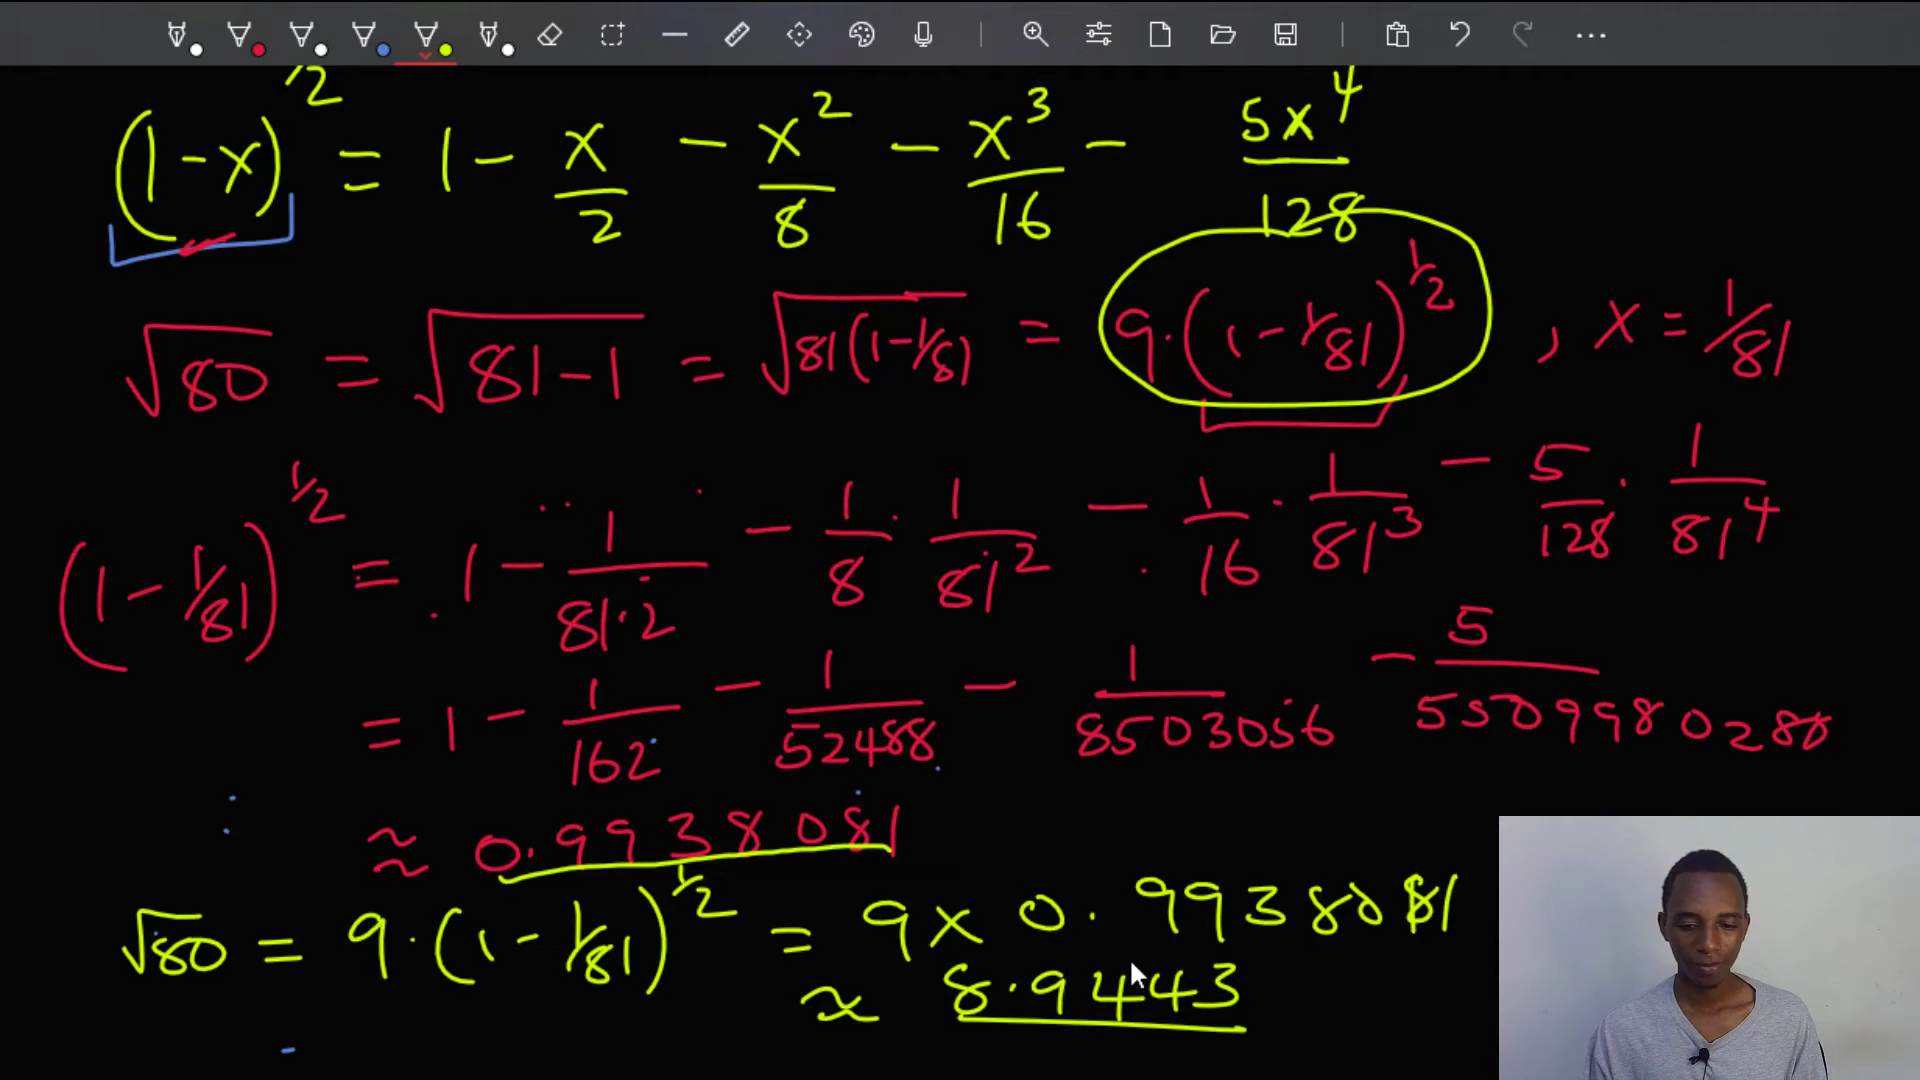 (1-x)^1/2 = 1 - x/2 - x^2/8 - x^3/16 - 5x^4/128
√80 = √81-1 = √81(1-1/81) = 9·(1-1/81)^1/2 , x = 1/81
(1-1/81)^1/2 = 1 - 1/81·2 - 1/8 · 1/81^2 - 1/16 · 1/81^3 - 5/128 · 1/81^4
= 1 - 1/162 - 1/52488 - 1/8503056 - 5/5509980288
≈ 0.9938081
√80 = 9·(1-1/81)^1/2 = 9x0.9938081
≈ 8.9443